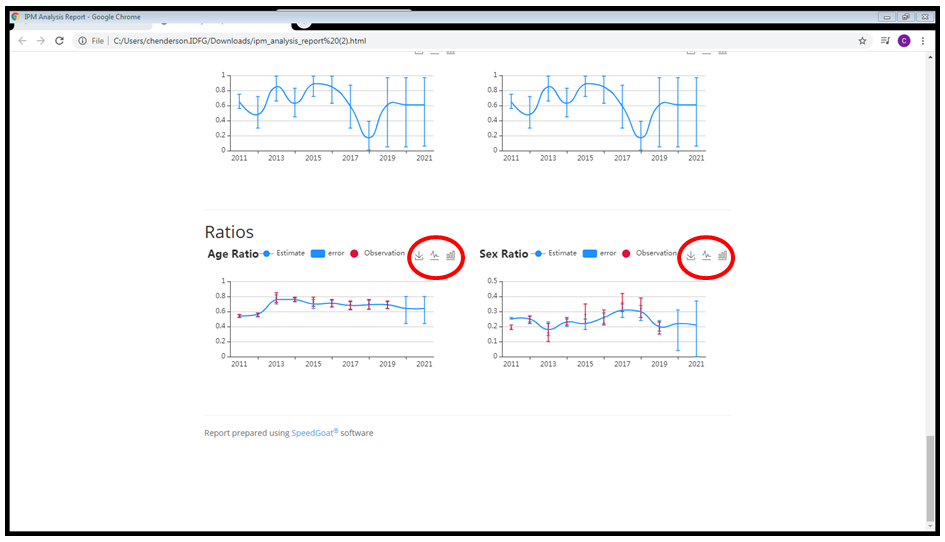 IPM Analysis Report - Google Chrome
File | C:/Users/chenderson.IDFG/Downloads/ipm_analysis_report%20(2).html
C
1
0.8
0.6
0.4
0.2
0
2011 2013 2015 2017 2019 2021
1
0.8
0.6
0.4
0.2
0
2011 2013 2015 2017 2019 2021
Ratios
Age Ratio Estimate error Observation
1
0.8
0.6
0.4
0.2
0
2011 2013 2015 2017 2019 2021
Sex Ratio Estimate error Observation
0.5
0.4
0.3
0.2
0.1
0
2011 2013 2015 2017 2019 2021
Report prepared using SpeedGoat® software